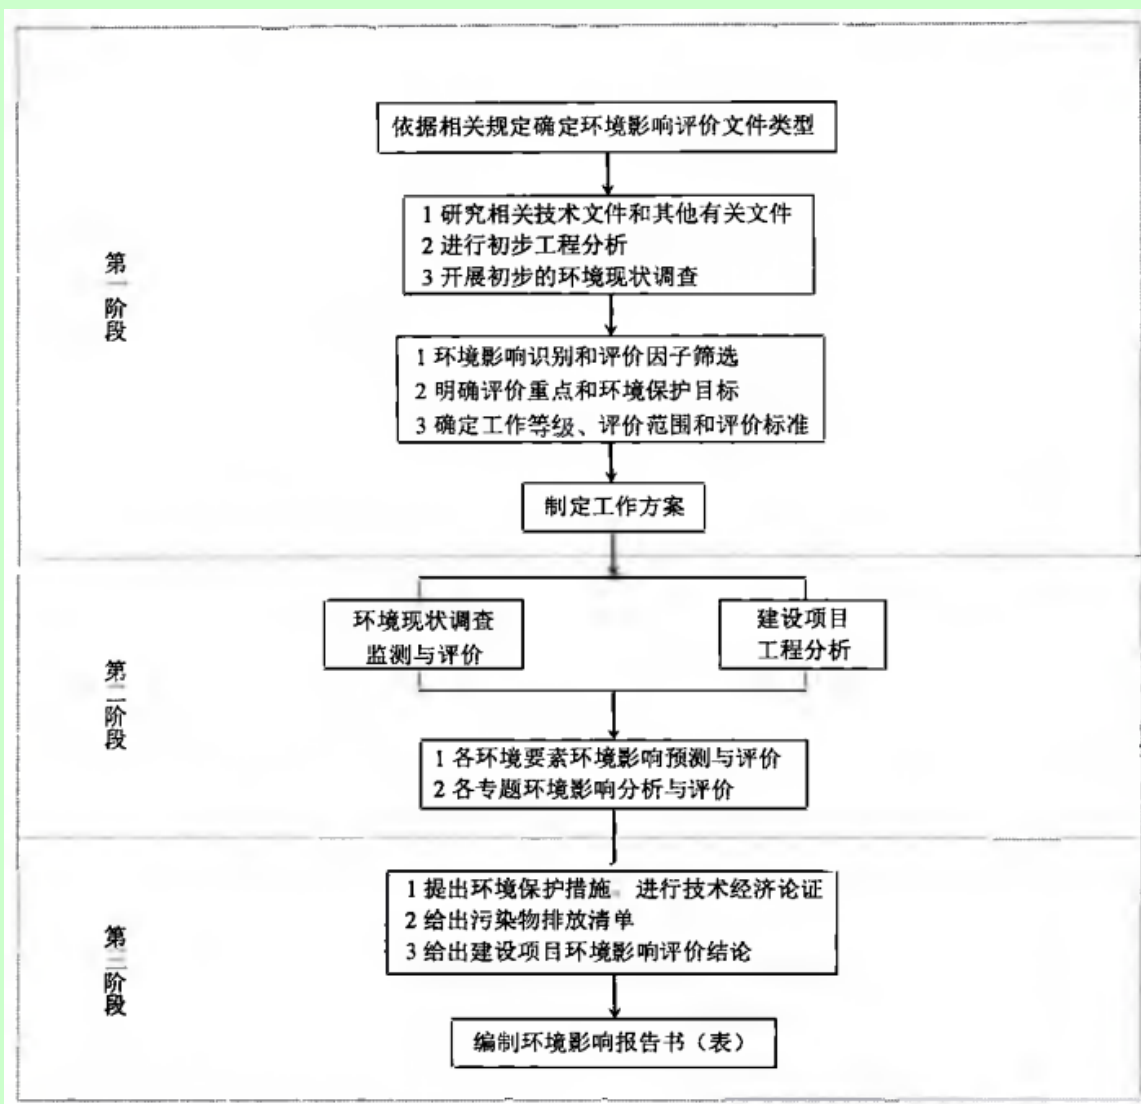 依据相关规定确定环境影响评价文件类型
1 研究相关技术文件和其他有关文件
2 进行初步工程分析
3 开展初步的环境现状调查
第一阶段
1 环境影响识别和评价因子筛选
2 明确评价重点和环境保护目标
3 确定工作等级、评价范围和评价标准
制定工作方案
环境现状调查
监测与评价
建设项目
工程分析
第二阶段
1 各环境要素环境影响预测与评价
2 各专题环境影响分析与评价
1 提出环境保护措施，进行技术经济论证
2 给出污染物排放清单
3 给出建设项目环境影响评价结论
第三阶段
编制环境影响报告书（表）